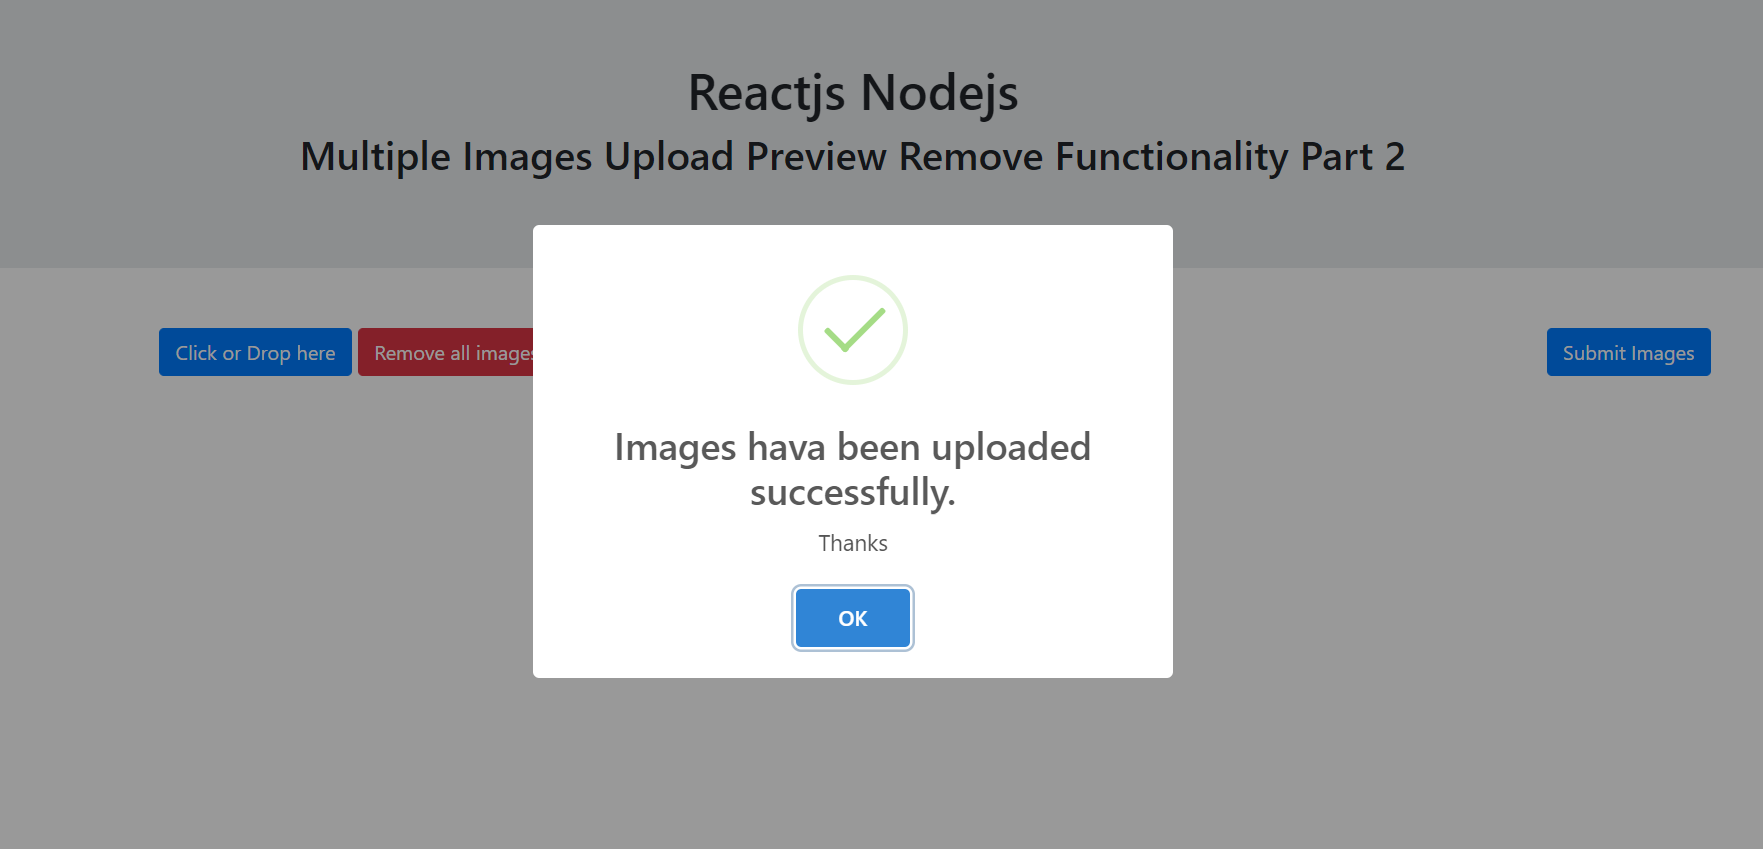 Reactjs Nodejs
Multiple Images Upload Preview Remove Functionality Part 2
Click or Drop here
Remove all images
Submit Images
Images hava been uploaded
successfully.
Thanks
OK